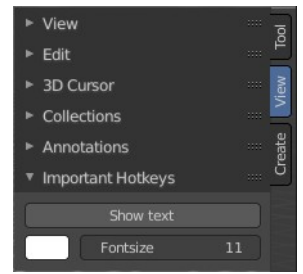 View
Edit
3D Cursor
Collections
Annotations
Important Hotkeys
Show text
Fontsize 11
Tool
View
Create